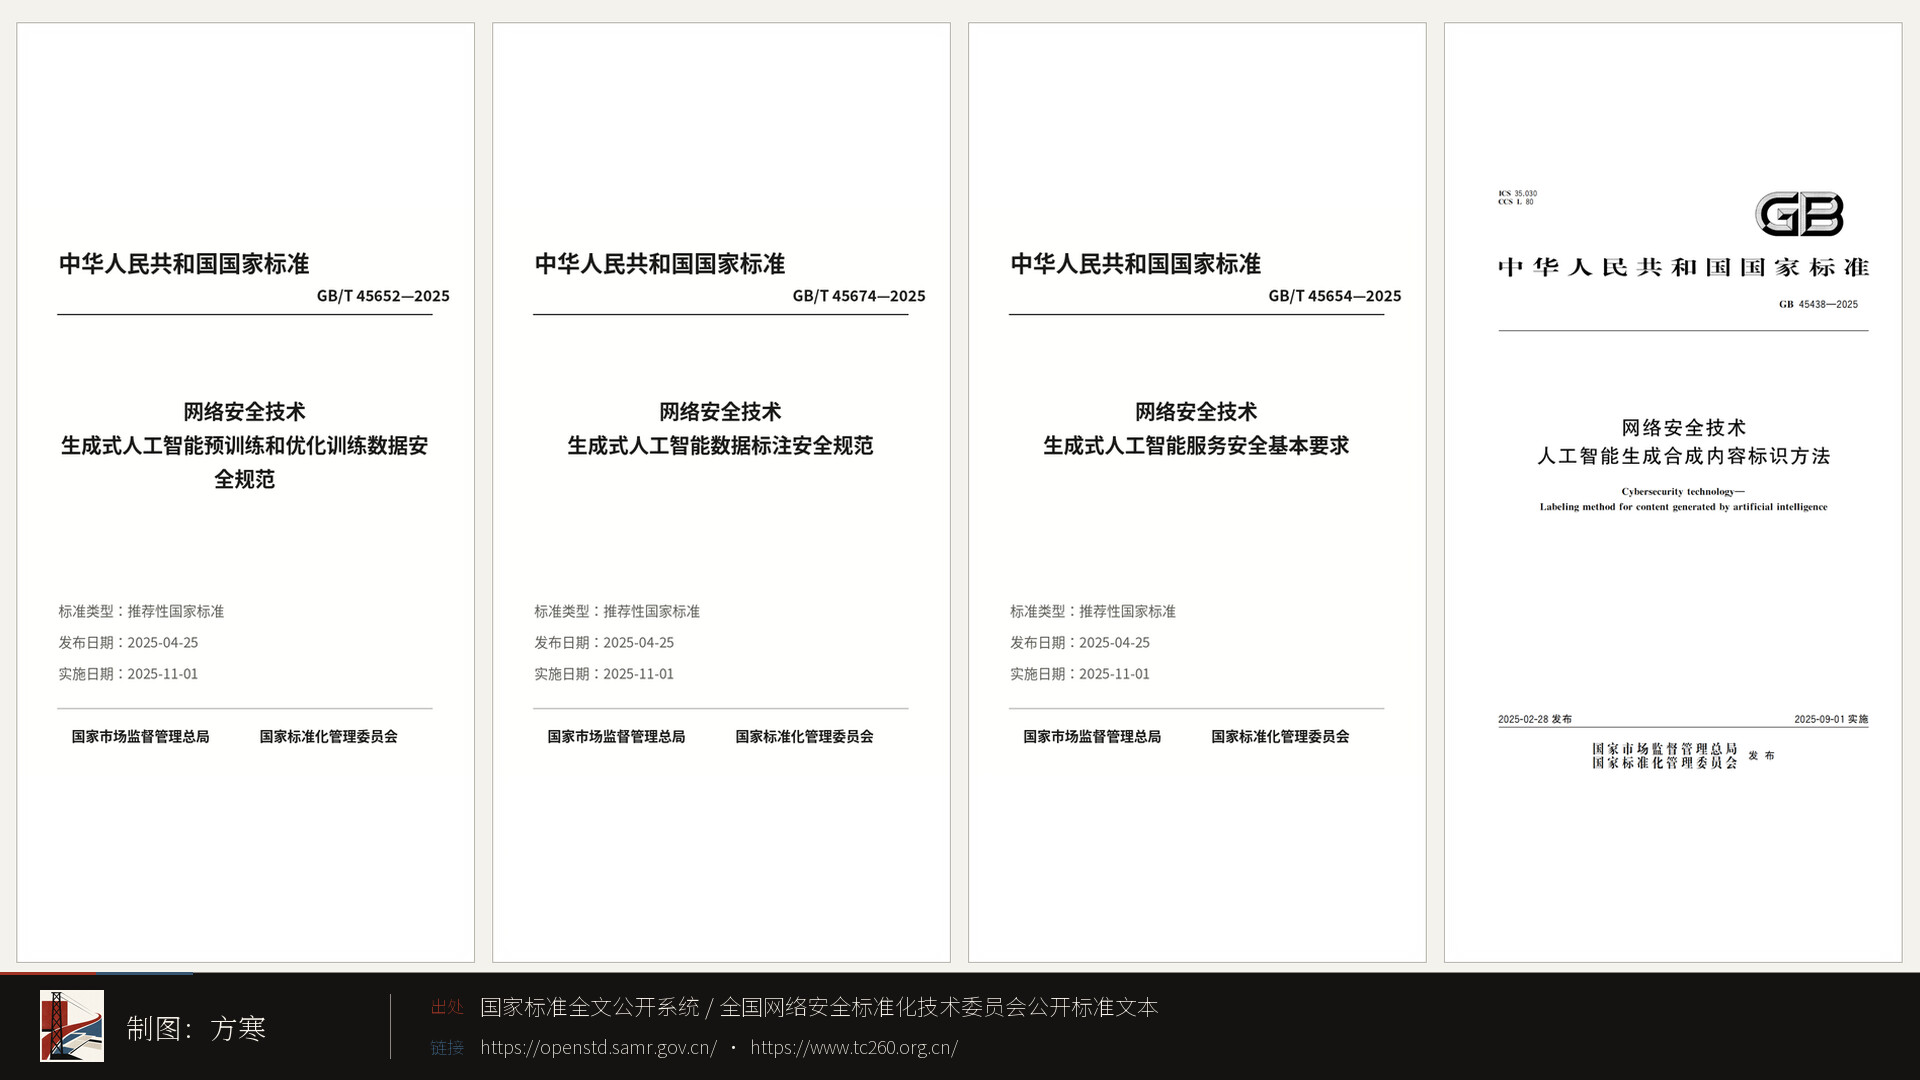 中华人民共和国国家标准
GB/T 45652—2025
网络安全技术
生成式人工智能预训练和优化训练数据安
全规范
标准类型：推荐性国家标准
发布日期：2025-04-25
实施日期：2025-11-01
国家市场监督管理总局 国家标准化管理委员会
中华人民共和国国家标准
GB/T 45674—2025
网络安全技术
生成式人工智能数据标注安全规范
标准类型：推荐性国家标准
发布日期：2025-04-25
实施日期：2025-11-01
国家市场监督管理总局 国家标准化管理委员会
中华人民共和国国家标准
GB/T 45654—2025
网络安全技术
生成式人工智能服务安全基本要求
标准类型：推荐性国家标准
发布日期：2025-04-25
实施日期：2025-11-01
国家市场监督管理总局 国家标准化管理委员会
ICS 35.030
CCS L 80
GB
中华人民共和国国家标准
GB 45438—2025
网络安全技术
人工智能生成合成内容标识方法
Cybersecurity technology—
Labeling method for content generated by artificial intelligence
2025-02-28 发布 2025-09-01 实施
国家市场监督管理总局
国家标准化管理委员会 发布
制图：方寒
出处 国家标准全文公开系统 / 全国网络安全标准化技术委员会公开标准文本
链接 https://openstd.samr.gov.cn/ · https://www.tc260.org.cn/